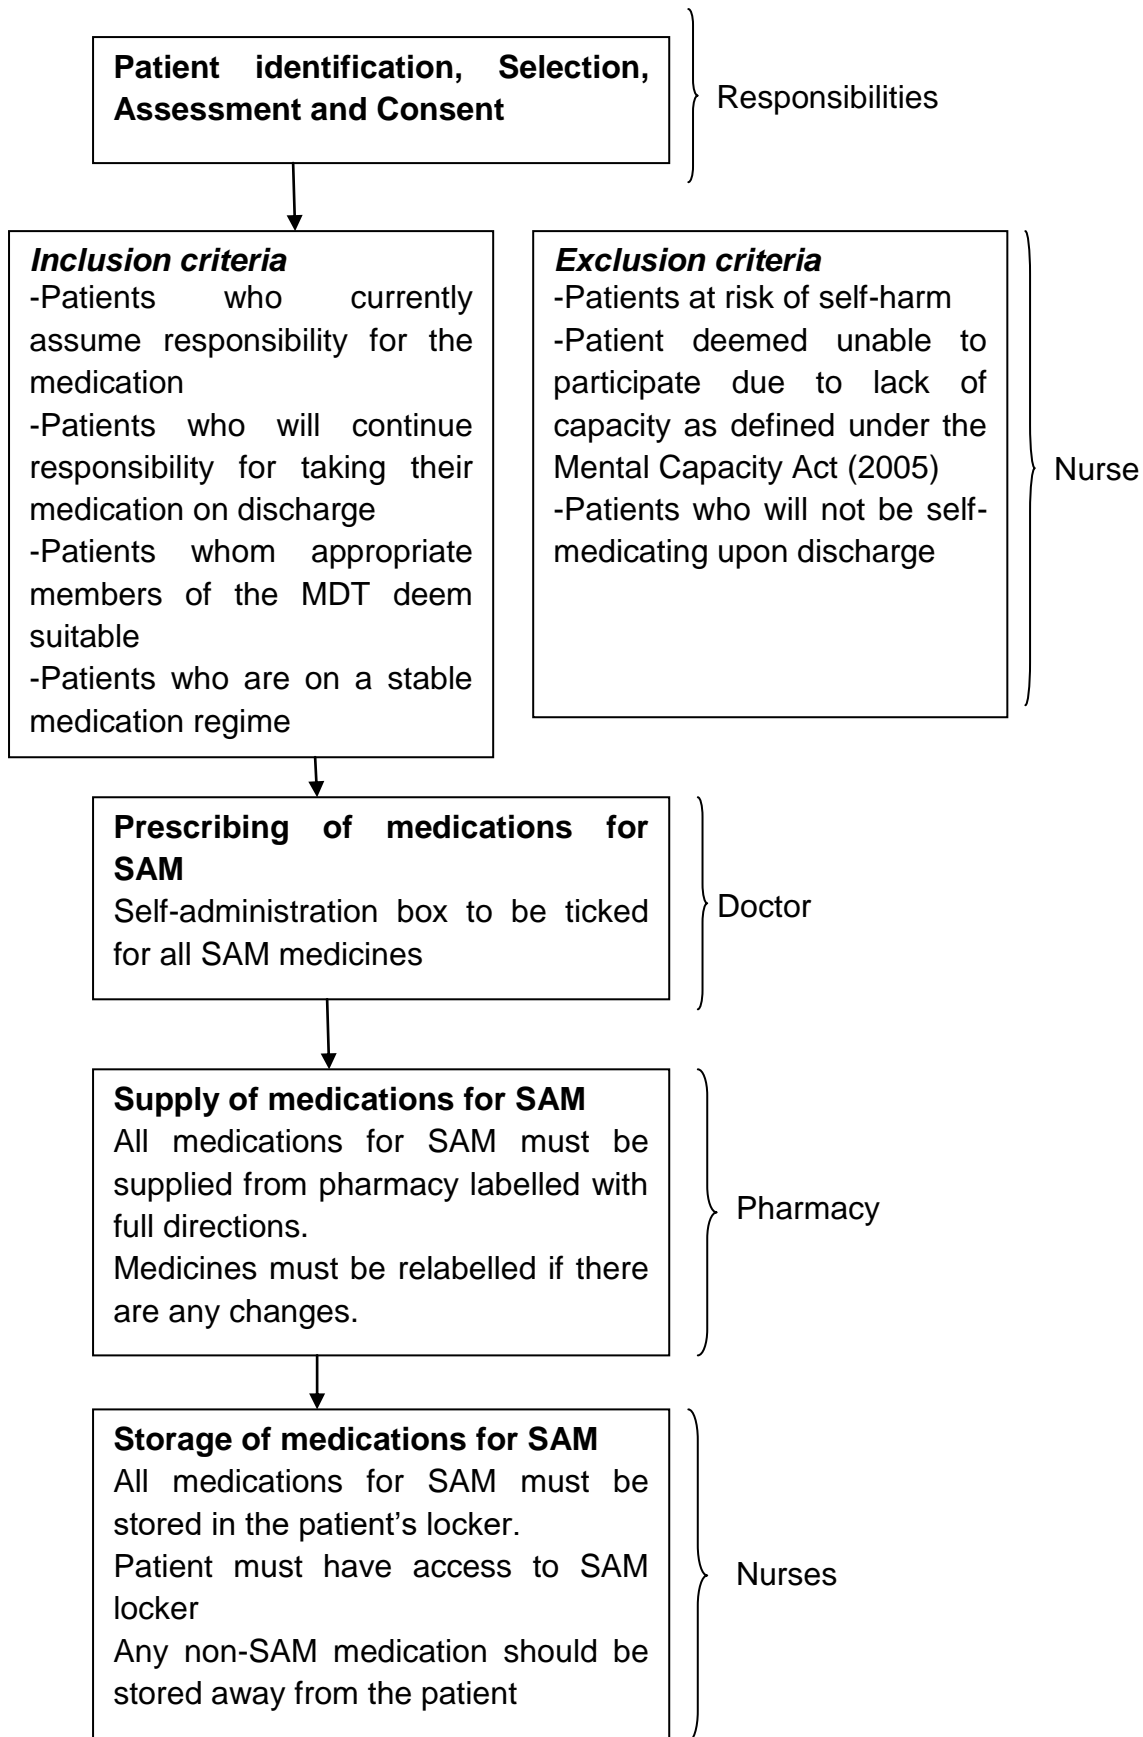 Patient identification, Selection,
Assessment and Consent
Responsibilities
Inclusion criteria
-Patients who currently
assume responsibility for the
medication
-Patients who will continue
responsibility for taking their
medication on discharge
-Patients whom appropriate
members of the MDT deem
suitable
-Patients who are on a stable
medication regime
Exclusion criteria
-Patients at risk of self-harm
-Patient deemed unable to
participate due to lack of
capacity as defined under the
Mental Capacity Act (2005)
-Patients who will not be self-
medicating upon discharge
Nurse
Prescribing of medications for
SAM
Self-administration box to be ticked
for all SAM medicines
Doctor
Supply of medications for SAM
All medications for SAM must be
supplied from pharmacy labelled with
full directions.
Medicines must be relabelled if there
are any changes.
Pharmacy
Storage of medications for SAM
All medications for SAM must be
stored in the patient’s locker.
Patient must have access to SAM
locker
Any non-SAM medication should be
stored away from the patient
Nurses